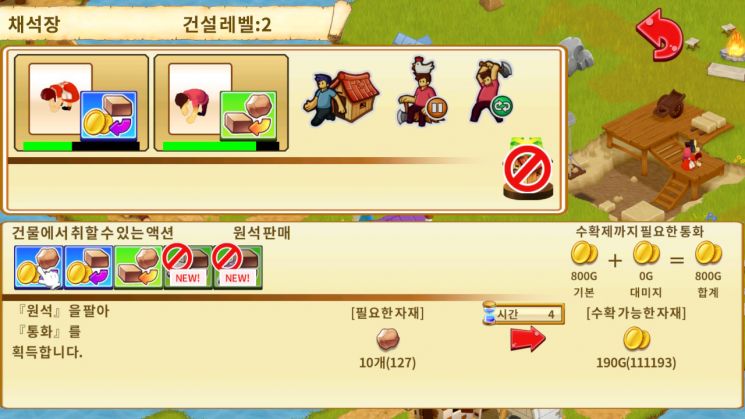 채석장 건설레벨:2
건물에서 취할 수 있는 액션 원석 판매
NEW! NEW!
『원석』을 팔아
『통화』를
획득합니다.
[필요한 자재]
10개(127)
시간 4
수확제까지 필요한 통화
800G + 0G = 800G
기본 대미지 합계
[수확 가능한 자재]
190G(111193)